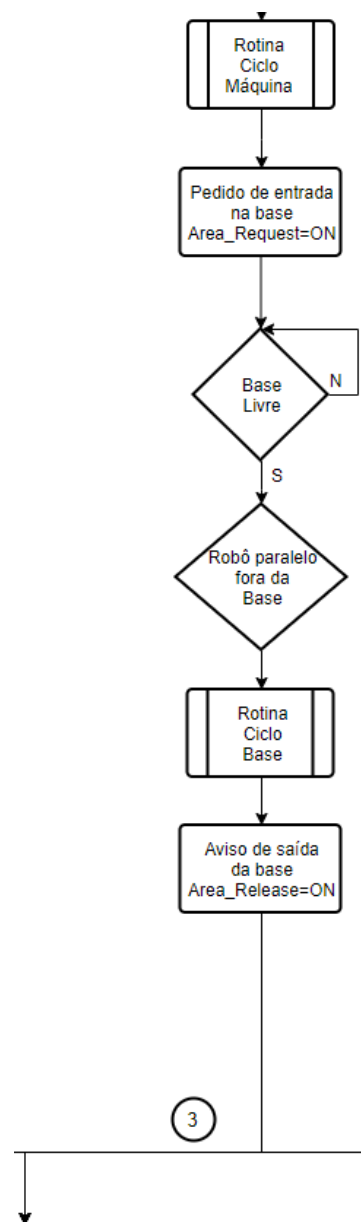 Rotina
Ciclo
Máquina
Pedido de entrada
na base
Area_Request=ON
Base
Livre
N
S
Robô paralelo
fora da
Base
Rotina
Ciclo
Base
Aviso de saída
da base
Area_Release=ON
3